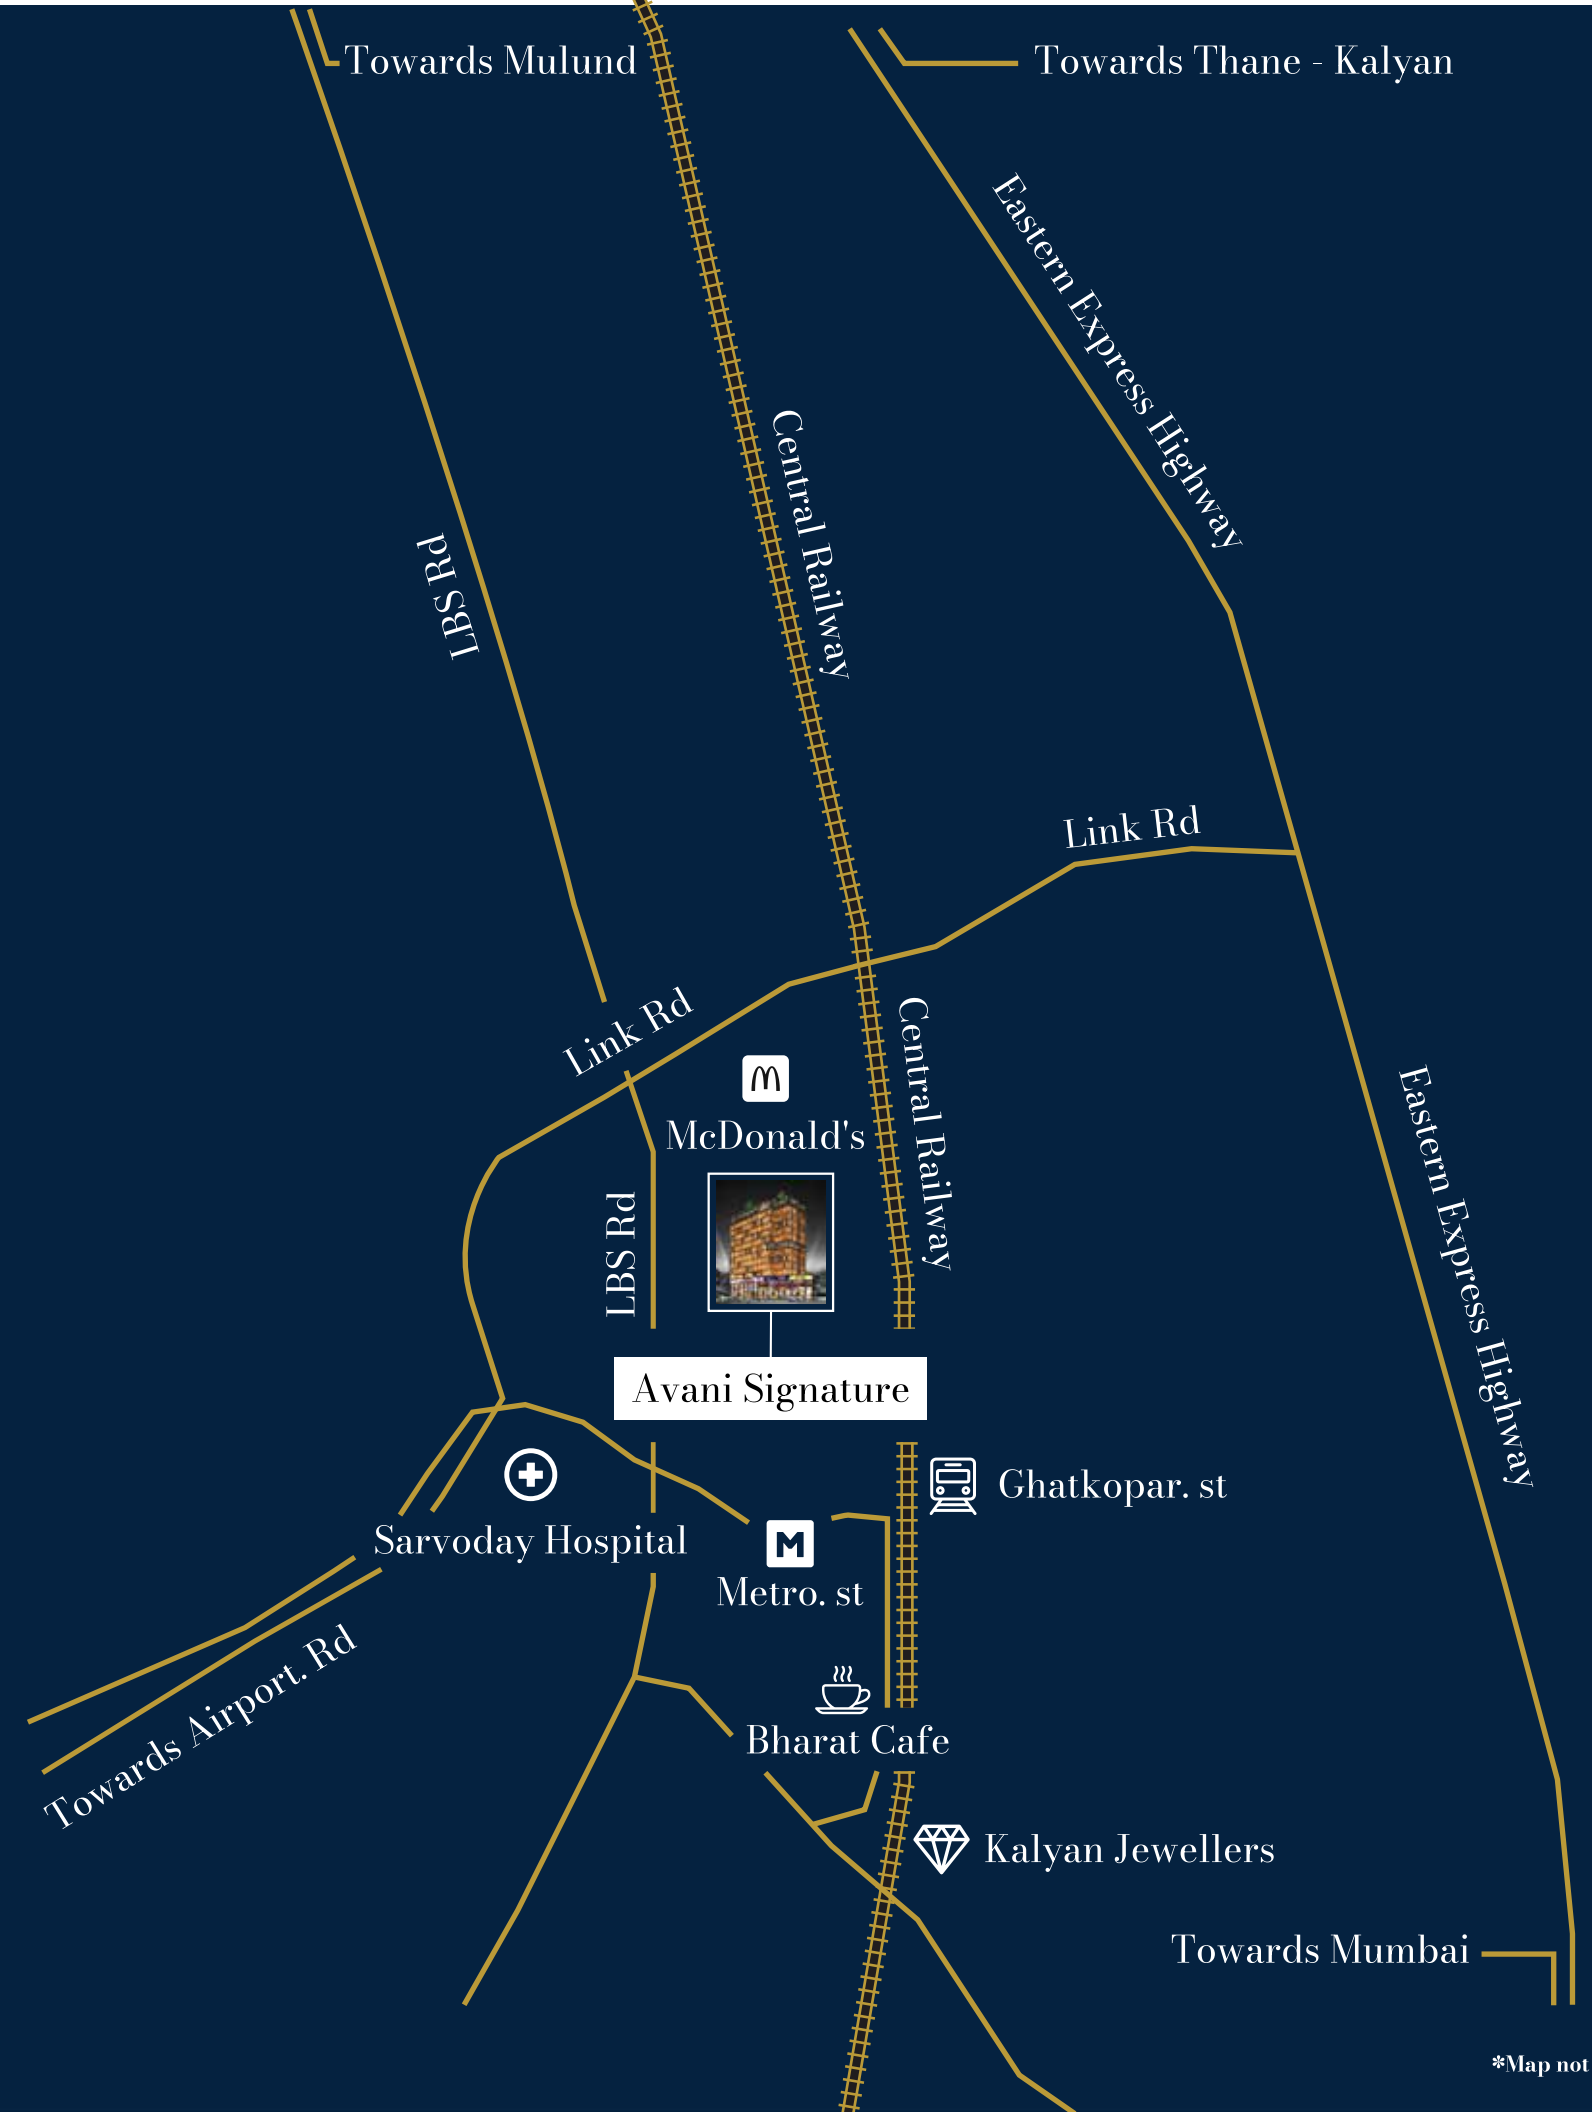 Towards Mulund
Towards Thane - Kalyan
Eastern Express Highway
Central Railway
LBS Rd
Link Rd
Link Rd
Central Railway
McDonald's
Eastern Express Highway
LBS Rd
Avani Signature
Ghatkopar. st
Sarvoday Hospital
M
Metro. st
Towards Airport. Rd
Bharat Cafe
Kalyan Jewellers
Towards Mumbai
*Map not